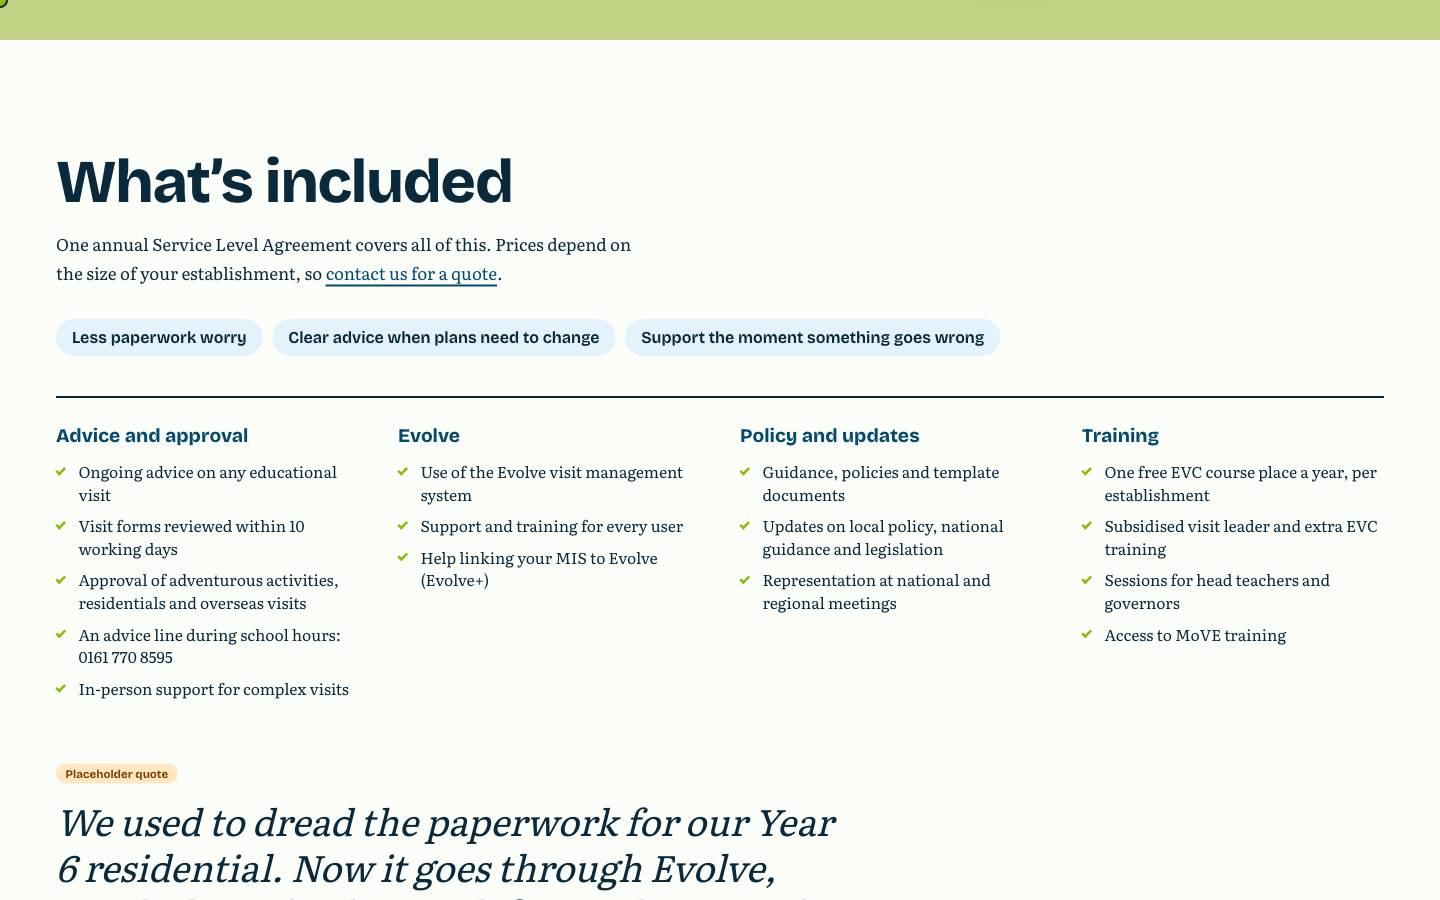 What's included
One annual Service Level Agreement covers all of this. Prices depend on
the size of your establishment, so contact us for a quote.
Less paperwork worry
Clear advice when plans need to change
Support the moment something goes wrong
Advice and approval
Ongoing advice on any educational
visit
Visit forms reviewed within 10
working days
Approval of adventurous activities,
residentials and overseas visits
An advice line during school hours:
0161 770 8595
In-person support for complex visits
Evolve
Use of the Evolve visit management
system
Support and training for every user
Help linking your MIS to Evolve
(Evolve+)
Policy and updates
Guidance, policies and template
documents
Updates on local policy, national
guidance and legislation
Representation at national and
regional meetings
Training
One free EVC course place a year, per
establishment
Subsidised visit leader and extra EVC
training
Sessions for head teachers and
governors
Access to MoVE training
Placeholder quote
We used to dread the paperwork for our Year
6 residential. Now it goes through Evolve,